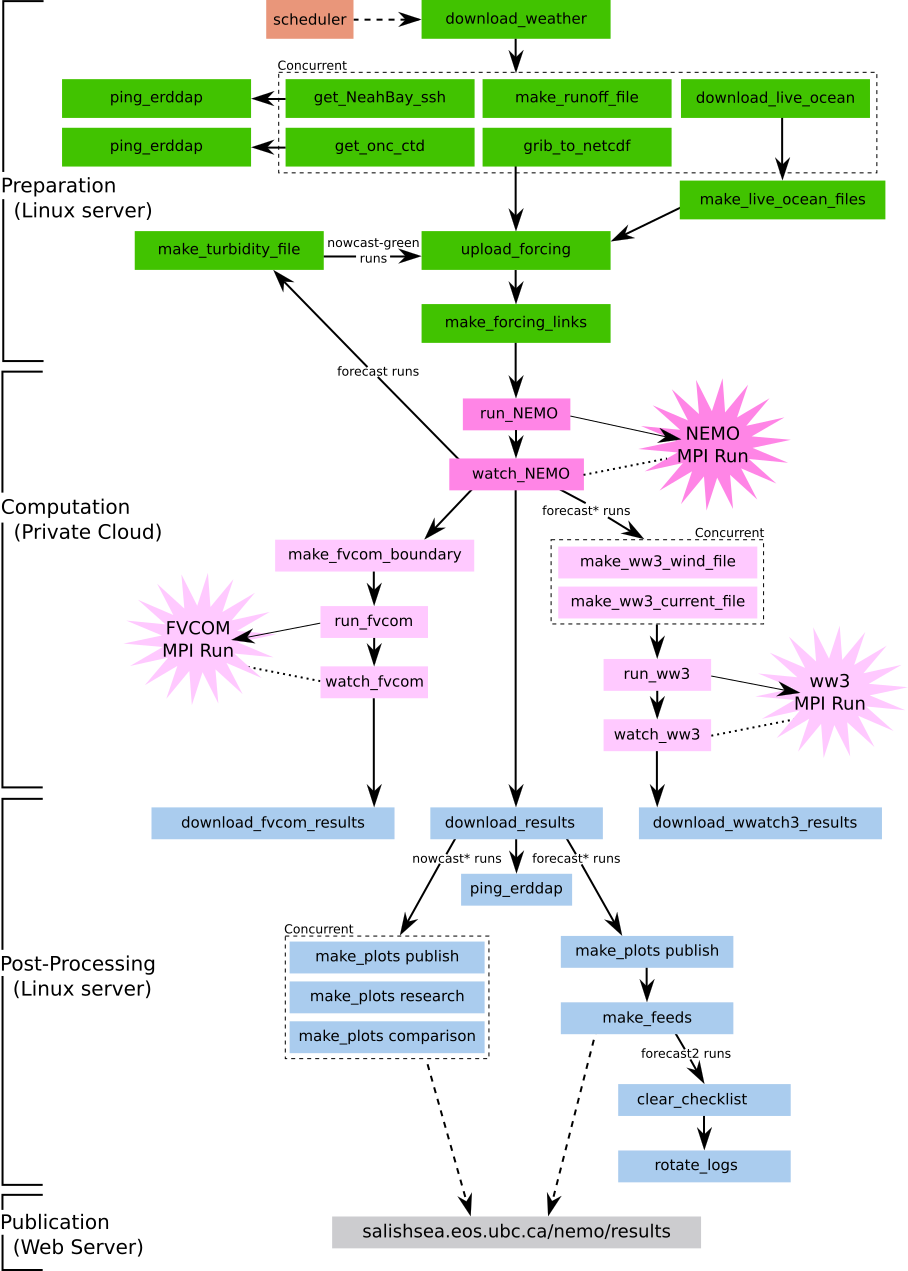 scheduler
download_weather
Concurrent
ping_erddap
get_NeahBay_ssh
make_runoff_file
download_live_ocean
ping_erddap
get_onc_ctd
grib_to_netcdf
Preparation
(Linux server)
make_live_ocean_files
make_turbidity_file
nowcast-green
runs
upload_forcing
make_forcing_links
forecast runs
run_NEMO
NEMO
MPI Run
watch_NEMO
Computation
(Private Cloud)
forecast* runs
Concurrent
make_fvcom_boundary
make_ww3_wind_file
make_ww3_current_file
FVCOM
MPI Run
run_fvcom
watch_fvcom
run_ww3
ww3
MPI Run
watch_ww3
download_fvcom_results
download_results
download_wwatch3_results
nowcast* runs
forecast* runs
ping_erddap
Concurrent
make_plots publish
make_plots research
make_plots comparison
make_plots publish
Post-Processing
(Linux server)
make_feeds
forecast2 runs
clear_checklist
rotate_logs
Publication
(Web Server)
salishsea.eos.ubc.ca/nemo/results